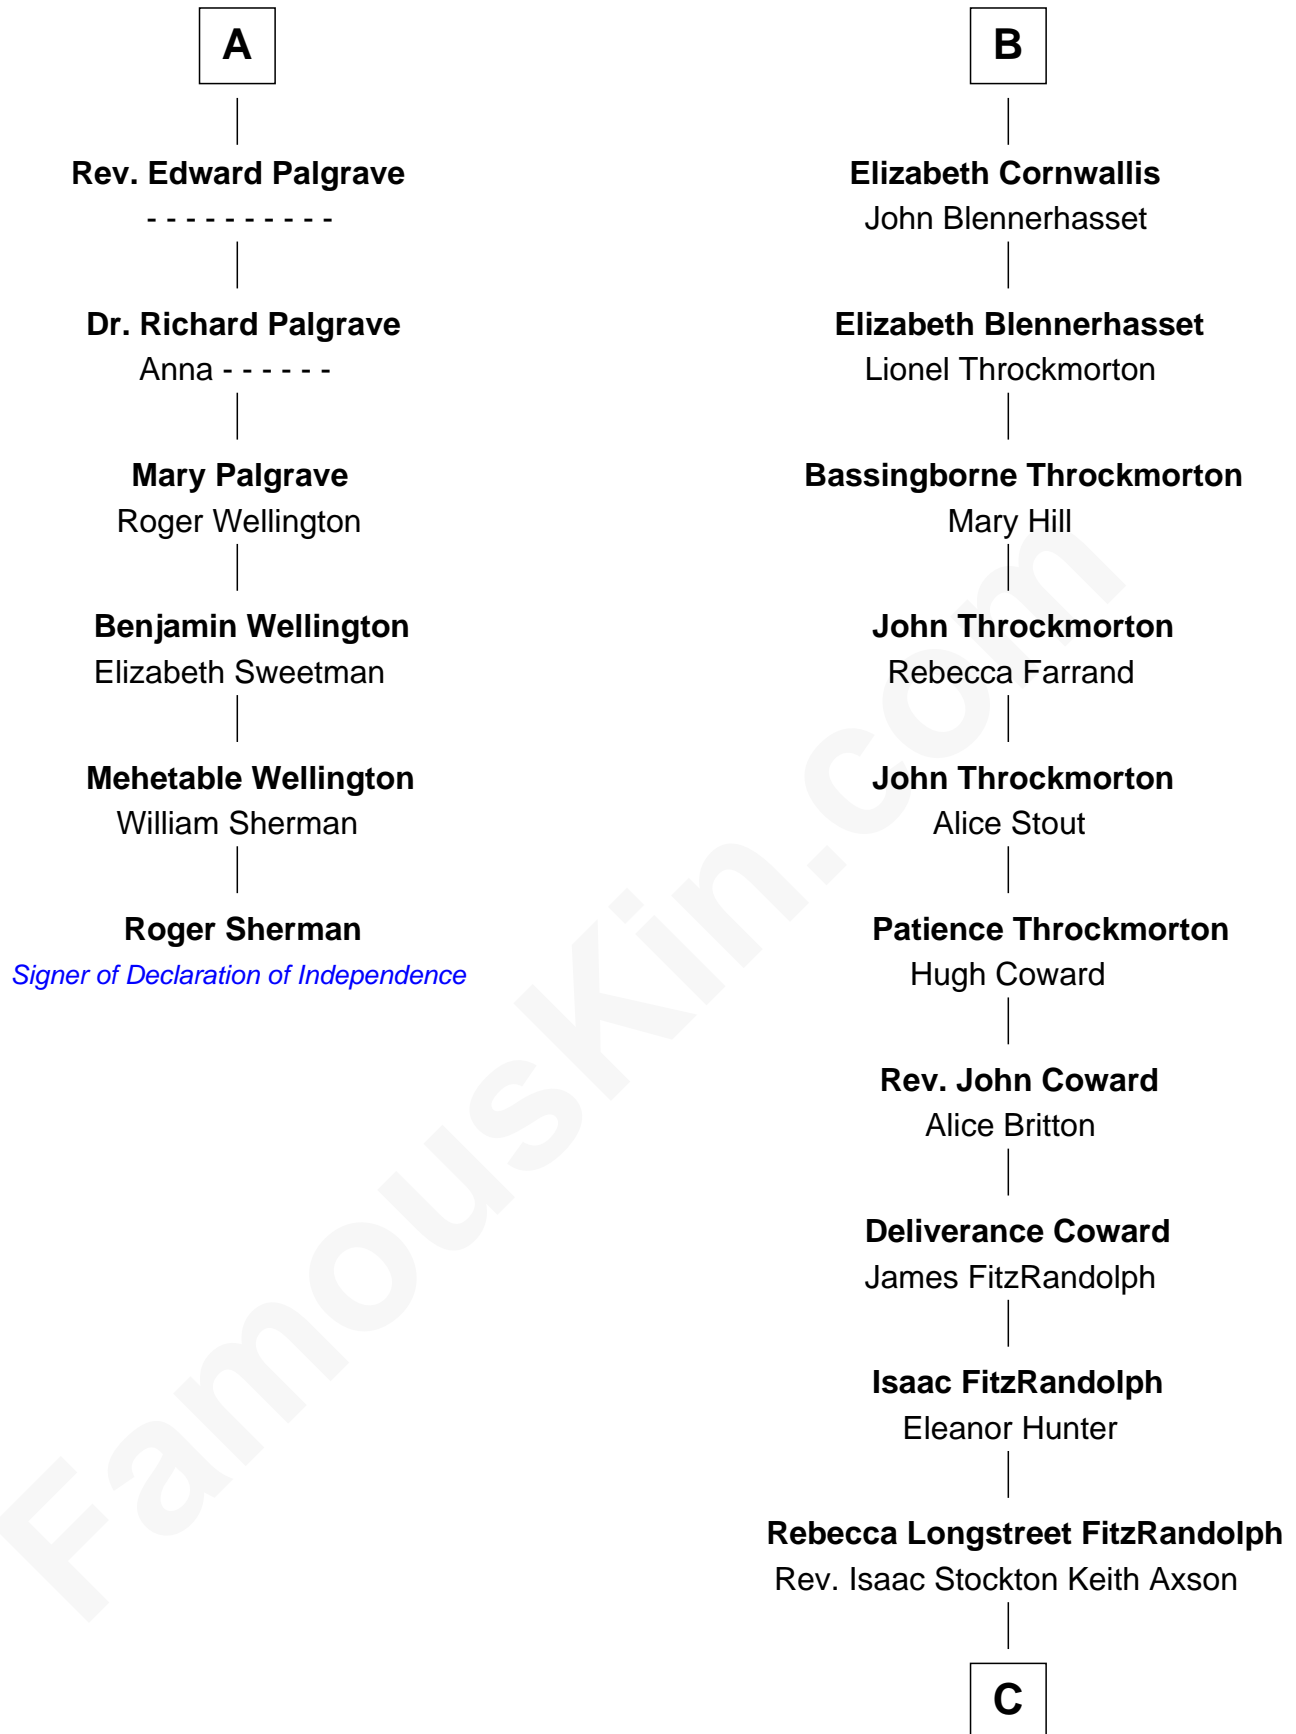 A
Rev. Edward Palgrave
- - - - - - - - - -
Dr. Richard Palgrave
Anna - - - - - -
Mary Palgrave
Roger Wellington
Benjamin Wellington
Elizabeth Sweetman
Mehetable Wellington
William Sherman
Roger Sherman
Signer of Declaration of Independence
B
Elizabeth Cornwallis
John Blennerhasset
Elizabeth Blennerhasset
Lionel Throckmorton
Bassingborne Throckmorton
Mary Hill
John Throckmorton
Rebecca Farrand
John Throckmorton
Alice Stout
Patience Throckmorton
Hugh Coward
Rev. John Coward
Alice Britton
Deliverance Coward
James FitzRandolph
Isaac FitzRandolph
Eleanor Hunter
Rebecca Longstreet FitzRandolph
Rev. Isaac Stockton Keith Axson
C
FamousKin.com